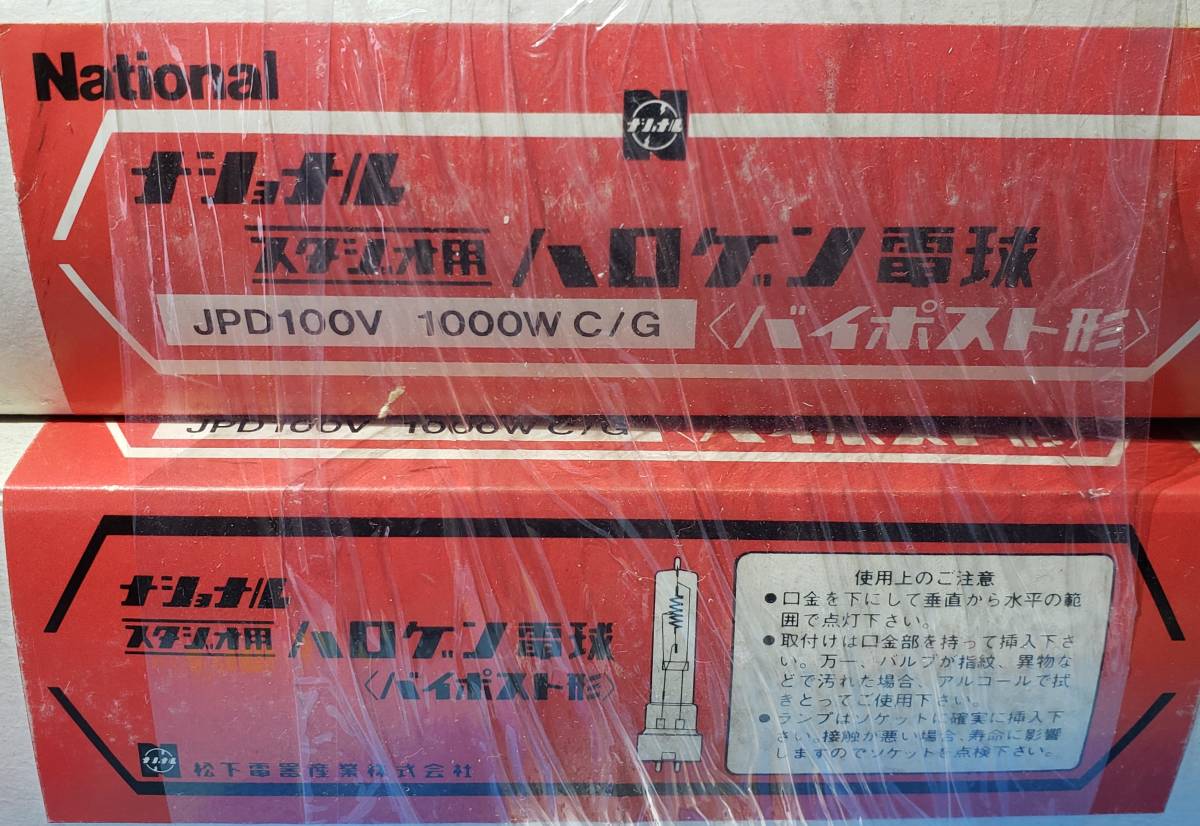 National
ナショナル
ナショナル
スタジオ用 ハロゲン電球
JPD100V 1000W C/G 〈バイポスト形〉
JPD100V 1000W C/G 〈バイポスト形〉
ナショナル
スタジオ用 ハロゲン電球
〈バイポスト形〉
ナショナル 松下電器産業株式会社
使用上のご注意
●口金を下にして垂直から水平の範
囲で点灯下さい。
●取付けは口金部を持って挿入下さ
い。万一、バルブが指紋、異物な
どで汚れた場合、アルコールで拭
きとってご使用下さい。
●ランプはソケットに確実に挿入下
さい。接触が悪い場合、寿命に影響
しますのでソケットを点検下さい。